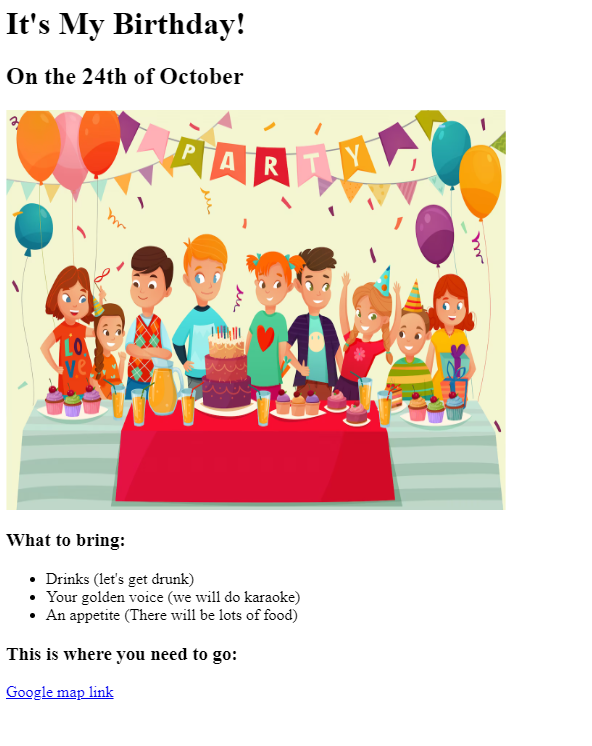 It's My Birthday!
On the 24th of October
PARTY
LOVE
What to bring:
Drinks (let's get drunk)
Your golden voice (we will do karaoke)
An appetite (There will be lots of food)
This is where you need to go:
Google map link